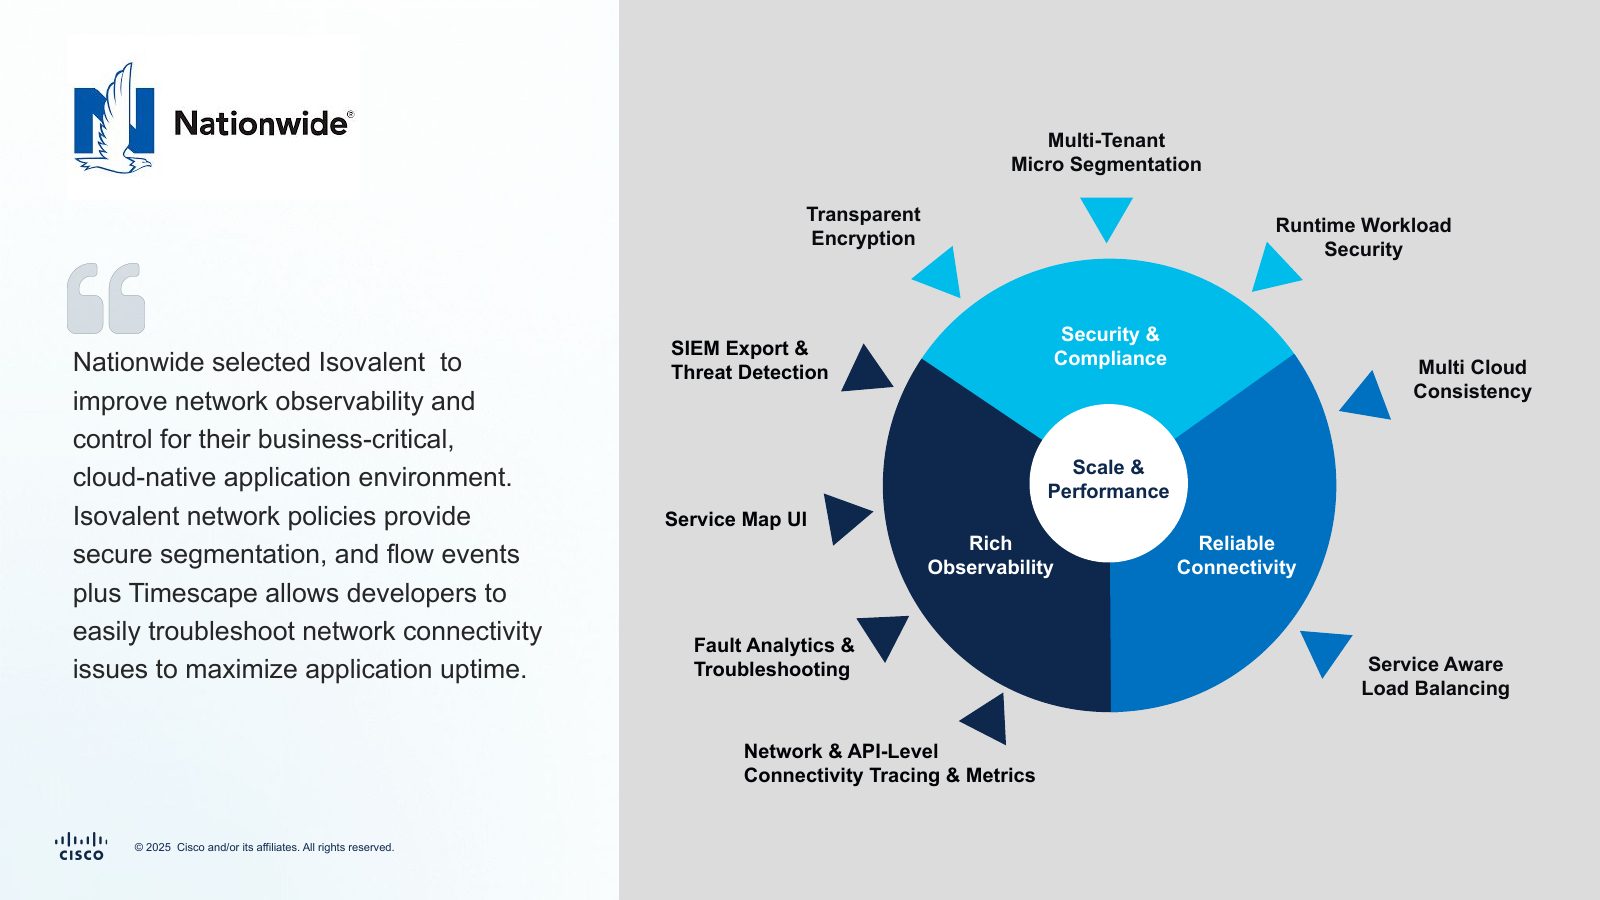 Nationwide®
Nationwide selected Isovalent  to
improve network observability and
control for their business-critical,
cloud-native application environment.
Isovalent network policies provide
secure segmentation, and flow events
plus Timescape allows developers to
easily troubleshoot network connectivity
issues to maximize application uptime.
CISCO
© 2025  Cisco and/or its affiliates. All rights reserved.
Multi-Tenant
Micro Segmentation
Transparent
Encryption
Runtime Workload
Security
SIEM Export &
Threat Detection
Security &
Compliance
Multi Cloud
Consistency
Scale &
Performance
Service Map UI
Rich
Observability
Reliable
Connectivity
Fault Analytics &
Troubleshooting
Service Aware
Load Balancing
Network & API-Level
Connectivity Tracing & Metrics